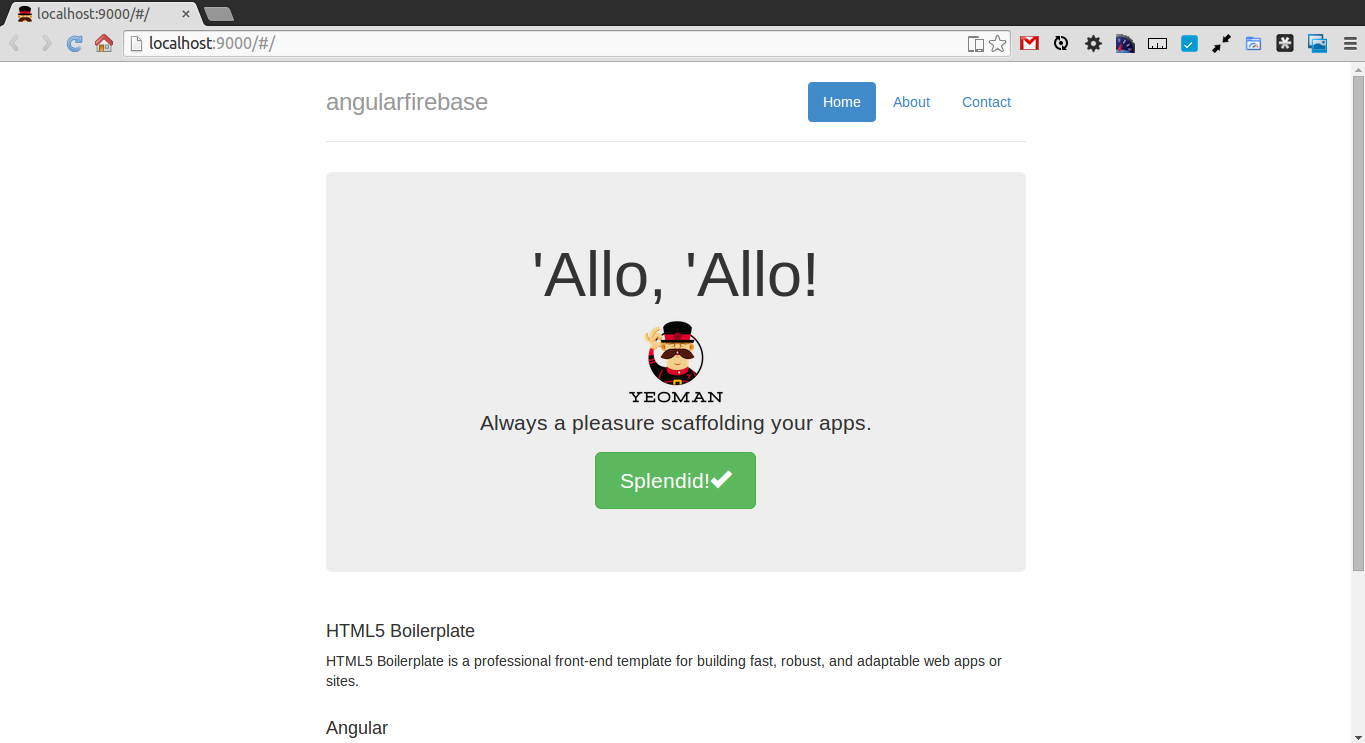 localhost:9000/#/
localhost:9000/#/
angularfirebase
Home About Contact
'Allo, 'Allo!
YEOMAN
Always a pleasure scaffolding your apps.
Splendid!
HTML5 Boilerplate
HTML5 Boilerplate is a professional front-end template for building fast, robust, and adaptable web apps or
sites.
Angular